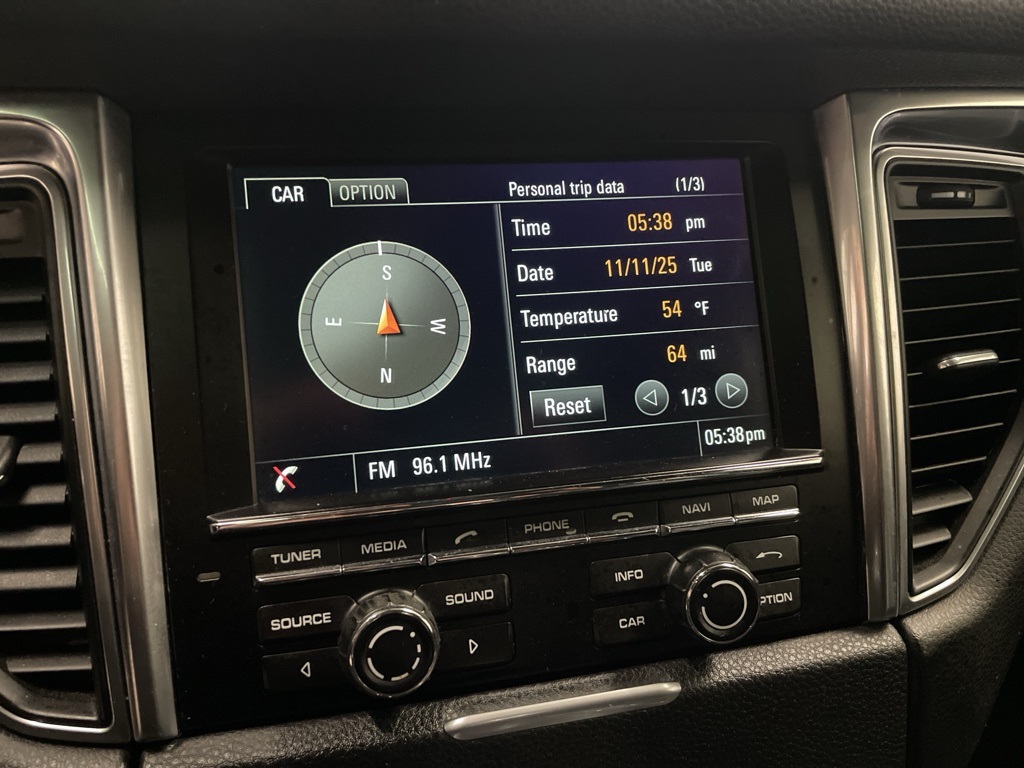 CAR OPTION Personal trip data (1/3)
Time 05:38 pm
Date 11/11/25 Tue
Temperature 54 °F
Range 64 mi
Reset 1/3
S
E W
N
FM 96.1 MHz 05:38pm
TUNER MEDIA PHONE NAVI MAP
SOURCE SOUND INFO
CAR OPTION